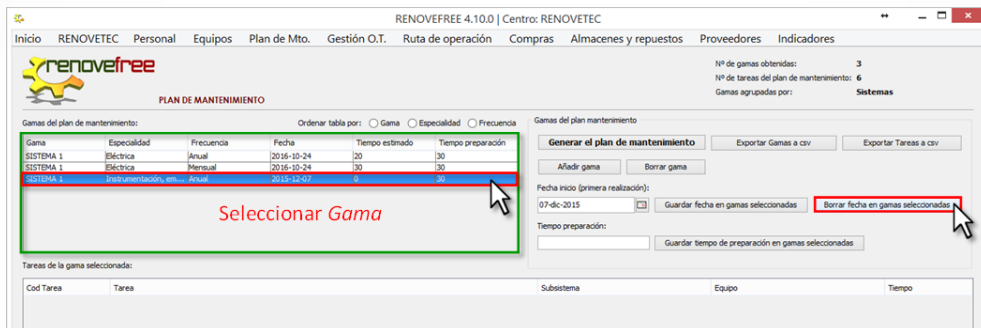 RENOVEFREE 4.10.0 | Centro: RENOVETEC
Inicio RENOVETEC Personal Equipos Plan de Mto. Gestión O.T. Ruta de operación Compras Almacenes y repuestos Proveedores Indicadores
renovefree
PLAN DE MANTENIMIENTO
Nº de gamas obtenidas: 3
Nº de tareas del plan de mantenimiento: 6
Gamas agrupadas por: Sistemas
Gamas del plan de mantenimiento: Ordenar tabla por: Gama Especialidad Frecuencia
Gama Especialidad Frecuencia Fecha Tiempo estimado Tiempo preparación
SISTEMA 1 Eléctrica Anual 2016-10-24 20 30
SISTEMA 1 Eléctrica Mensual 2016-10-24 30 30
SISTEMA 1 Instrumentación, em... Anual 2015-12-07 0 30
Seleccionar Gama
Gamas del plan mantenimiento
Generar el plan de mantenimiento Exportar Gamas a csv Exportar Tareas a csv
Añadir gama Borrar gama
Fecha inicio (primera realización):
07-dic-2015 Guardar fecha en gamas seleccionadas Borrar fecha en gamas seleccionadas
Tiempo preparación:
Guardar tiempo de preparación en gamas seleccionadas
Tareas de la gama seleccionada:
Cod Tarea Tarea Subsistema Equipo Tiempo